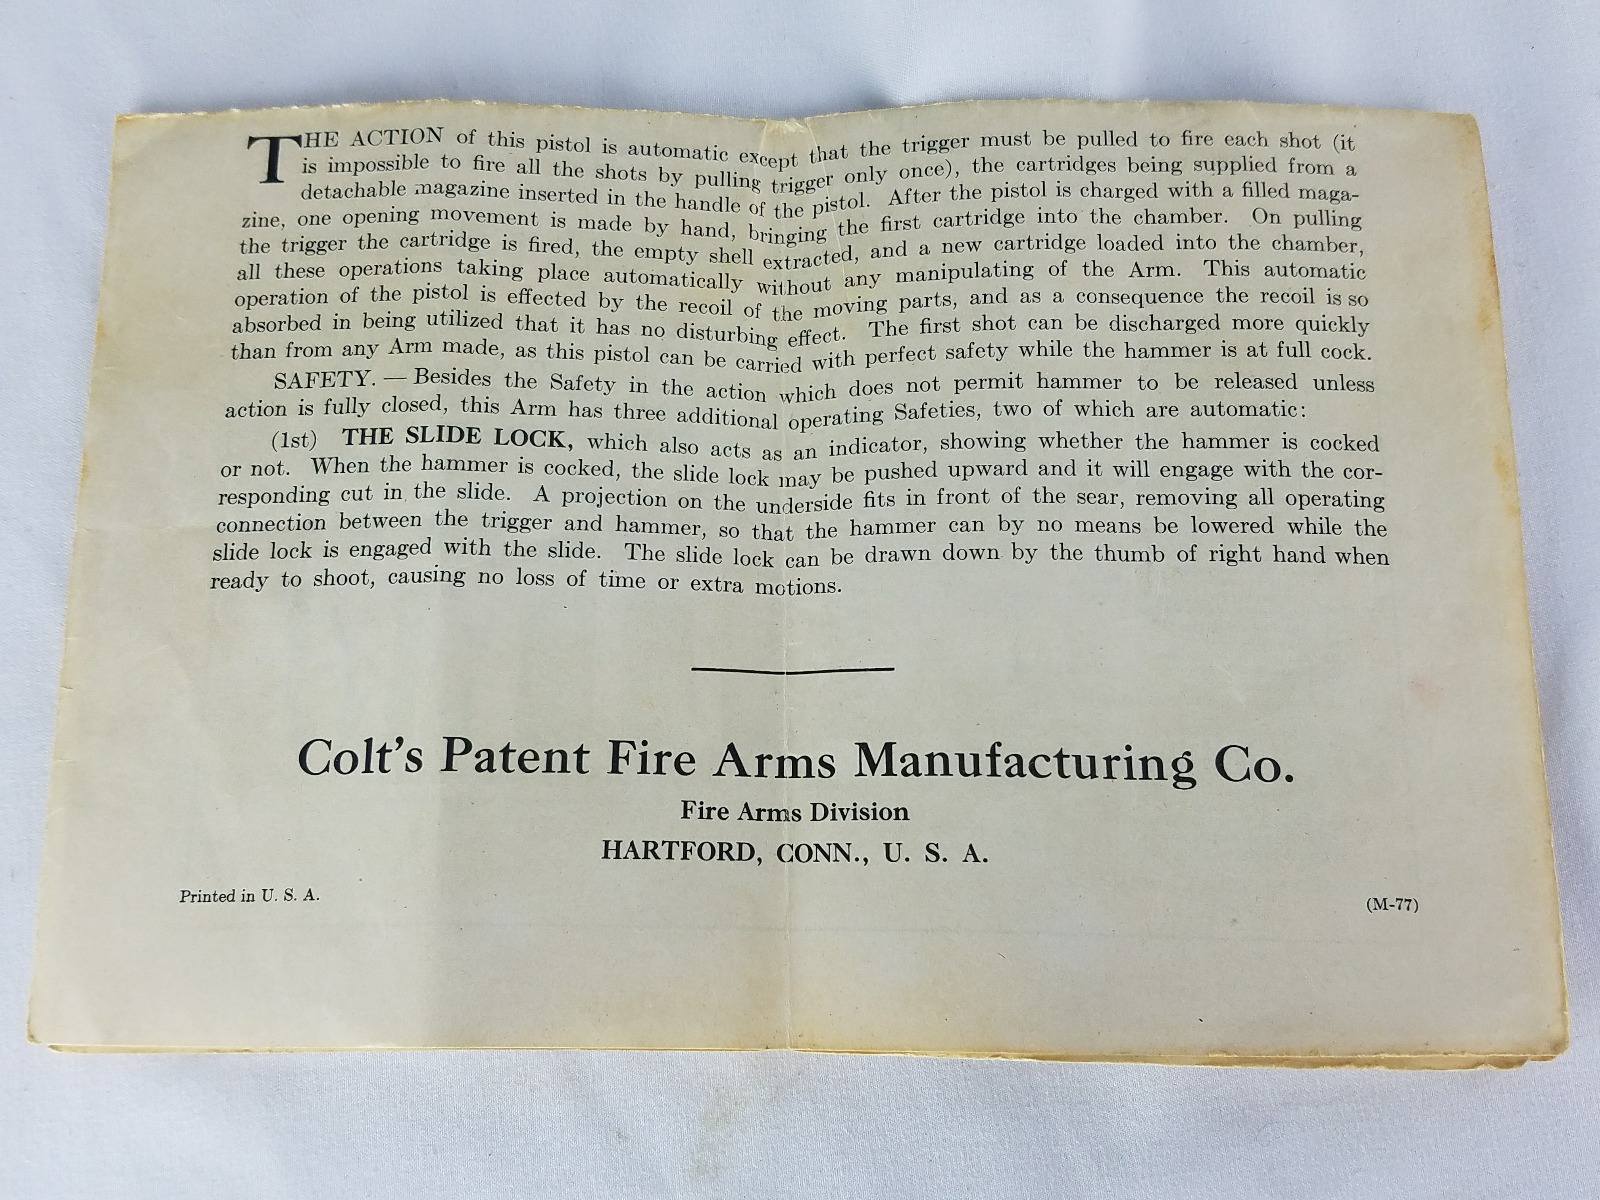 THE ACTION of this pistol is automatic except that the trigger must be pulled to fire each shot (it
is impossible to fire all the shots by pulling trigger only once), the cartridges being supplied from a
detachable magazine inserted in the handle of the pistol. After the pistol is charged with a filled maga-
zine, one opening movement is made by hand, bringing the first cartridge into the chamber. On pulling
the trigger the cartridge is fired, the empty shell extracted, and a new cartridge loaded into the chamber,
all these operations taking place automatically without any manipulating of the Arm. This automatic
operation of the pistol is effected by the recoil of the moving parts, and as a consequence the recoil is so
absorbed in being utilized that it has no disturbing effect. The first shot can be discharged more quickly
than from any Arm made, as this pistol can be carried with perfect safety while the hammer is at full cock.
SAFETY. — Besides the Safety in the action which does not permit hammer to be released unless
action is fully closed, this Arm has three additional operating Safeties, two of which are automatic:
(1st) THE SLIDE LOCK, which also acts as an indicator, showing whether the hammer is cocked
or not. When the hammer is cocked, the slide lock may be pushed upward and it will engage with the cor-
responding cut in the slide. A projection on the underside fits in front of the sear, removing all operating
connection between the trigger and hammer, so that the hammer can by no means be lowered while the
slide lock is engaged with the slide. The slide lock can be drawn down by the thumb of right hand when
ready to shoot, causing no loss of time or extra motions.
Colt's Patent Fire Arms Manufacturing Co.
Fire Arms Division
HARTFORD, CONN., U. S. A.
Printed in U. S. A.
(M-77)